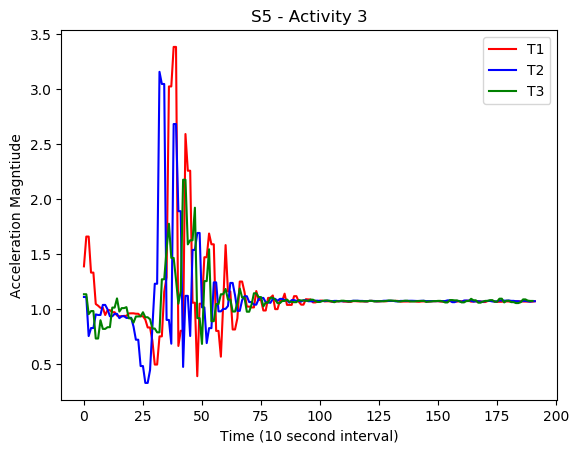 S5 - Activity 3
T1
T2
T3
3.5
3.0
2.5
2.0
1.5
1.0
0.5
Acceleration Magntiude
0 25 50 75 100 125 150 175 200
Time (10 second interval)